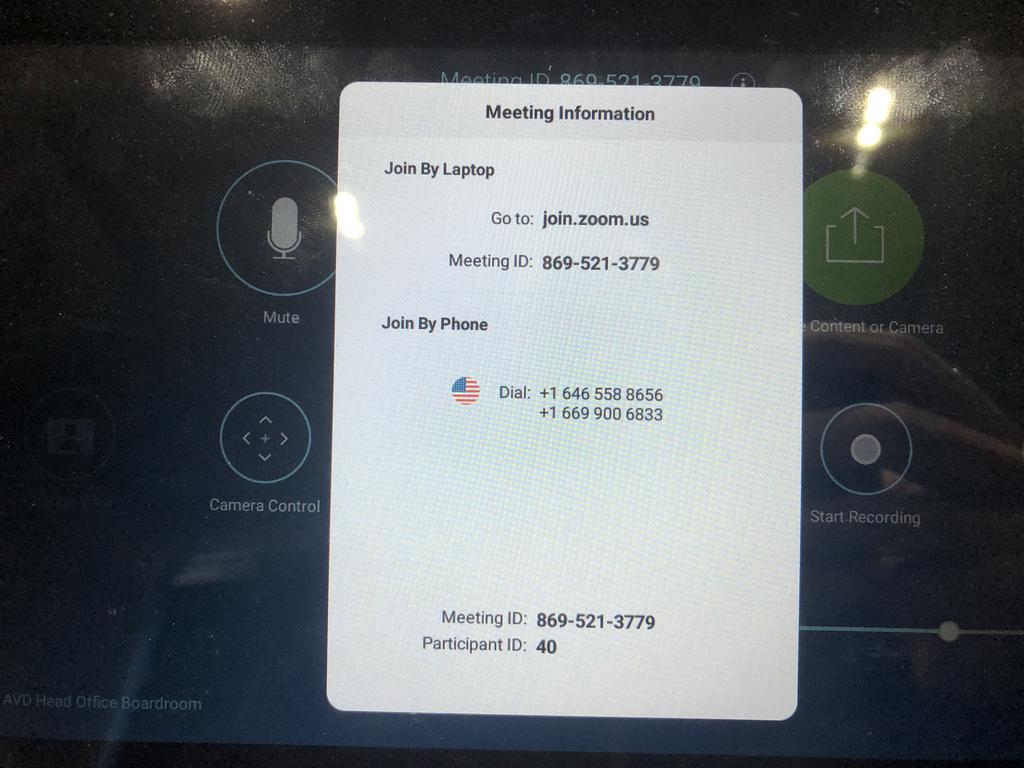 Meeting ID 869-521-3779
Meeting Information
Join By Laptop
Go to: join.zoom.us
Meeting ID: 869-521-3779
Mute
Join By Phone
Content or Camera
Dial: +1 646 558 8656
+1 669 900 6833
Camera Control
Start Recording
Meeting ID: 869-521-3779
Participant ID: 40
AVD Head Office Boardroom